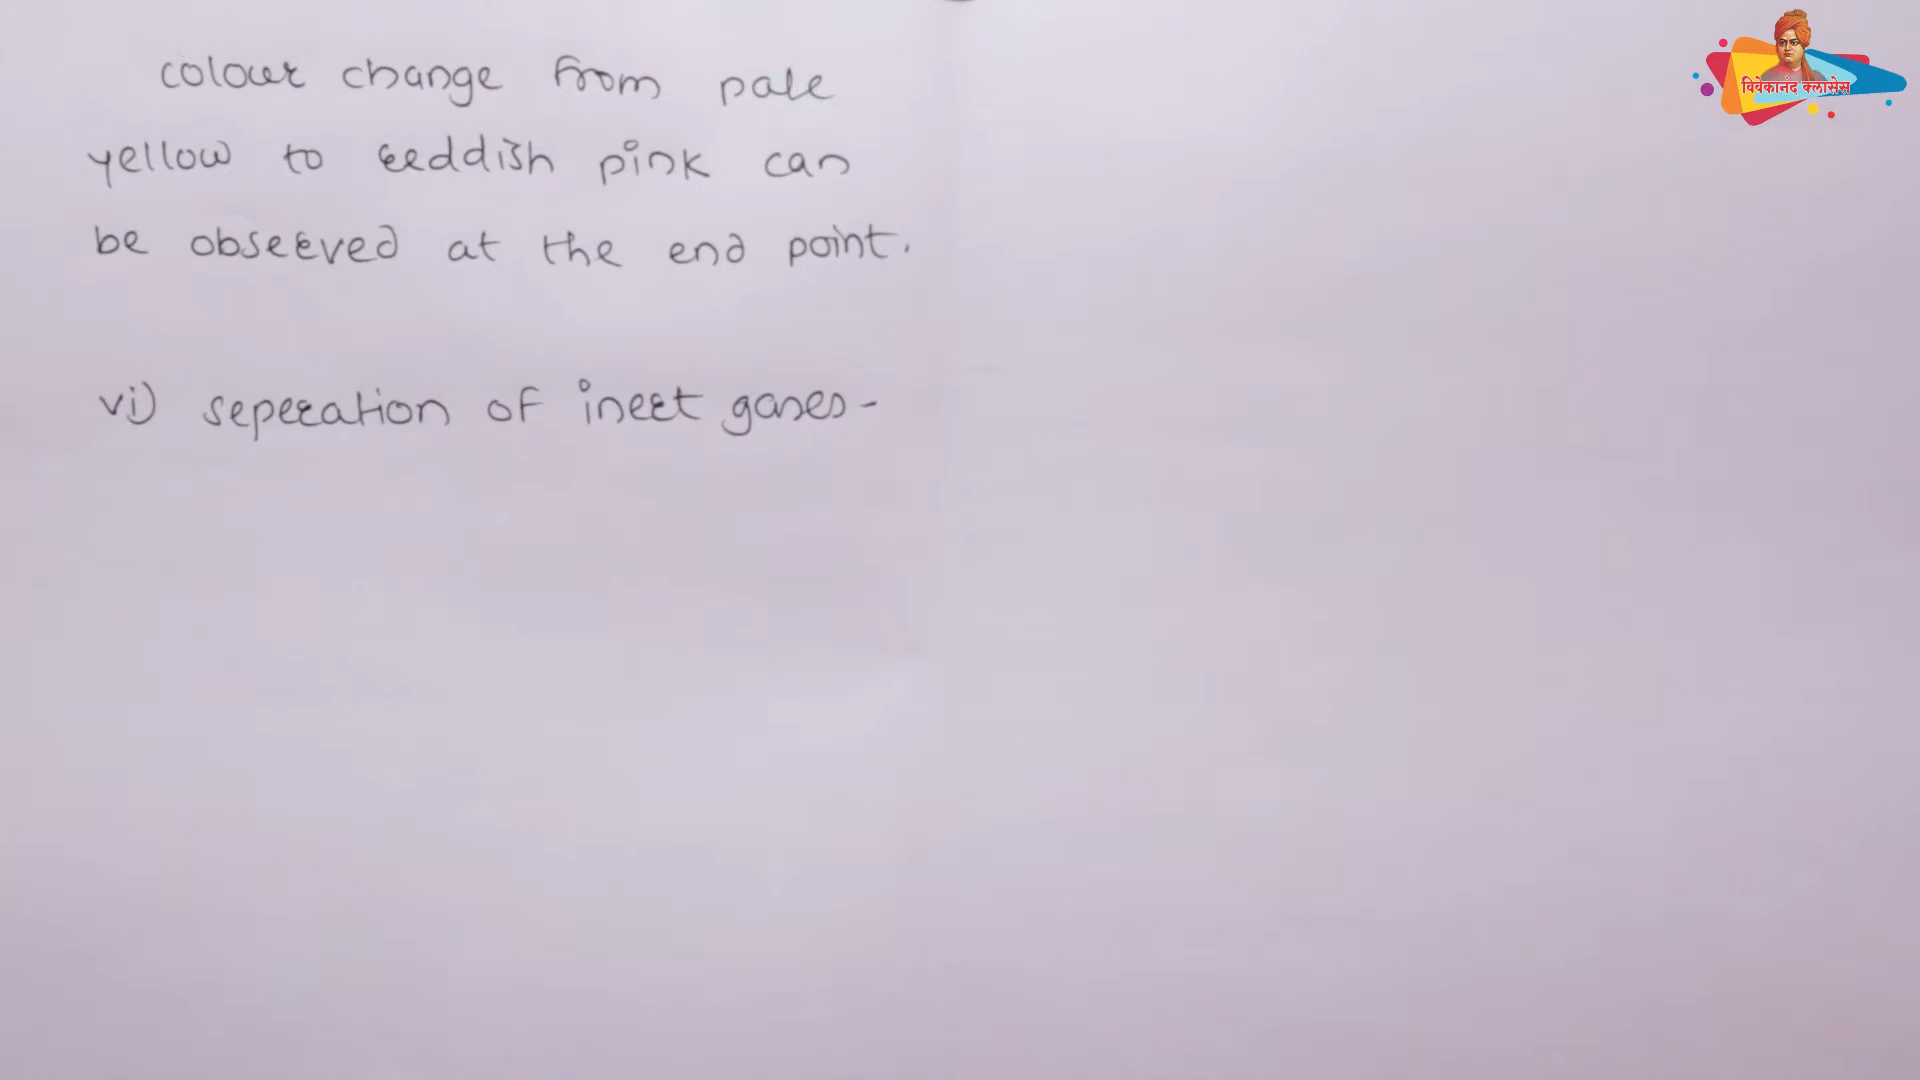 colour change from pale
yellow to reddish pink can
be observed at the end point.
vi) seperation of inert gases-
विवेकानंद क्लासेस